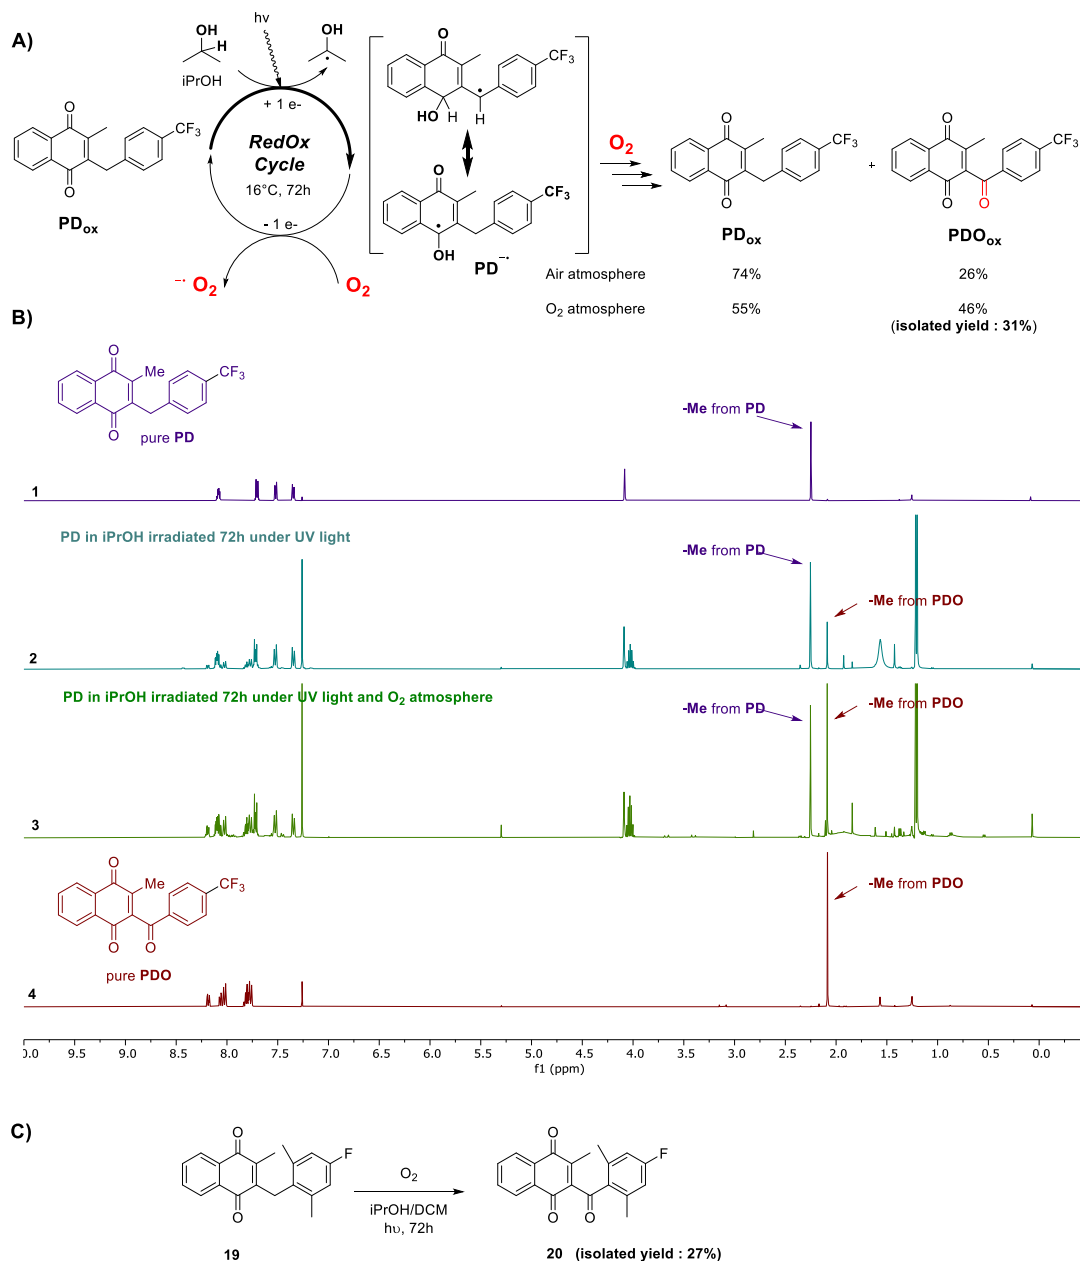 A)
OH
H
iPrOH
hν
OH
•
+ 1 e-
RedOx
Cycle
16°C, 72h
- 1 e-
O
O
CF3
PDox
–• O2
O2
O
CF3
HO H
H
O
CF3
OH
PD–•
O2
O
O
CF3
PDox
+
O
O
O
CF3
PDOox
Air atmosphere 74% 26%
O2 atmosphere 55% 46%
(isolated yield : 31%)
B)
O
Me
CF3
O
pure PD
-Me from PD
1
PD in iPrOH irradiated 72h under UV light
-Me from PD
-Me from PDO
2
PD in iPrOH irradiated 72h under UV light and O2 atmosphere
-Me from PD
-Me from PDO
3
O
Me
CF3
O
O
pure PDO
-Me from PDO
4
0.0 9.5 9.0 8.5 8.0 7.5 7.0 6.5 6.0 5.5 5.0 4.5 4.0 3.5 3.0 2.5 2.0 1.5 1.0 0.5 0.0
f1 (ppm)
C)
O
O
F
O2
iPrOH/DCM
hυ, 72h
O
O
O
F
19
20 (isolated yield : 27%)